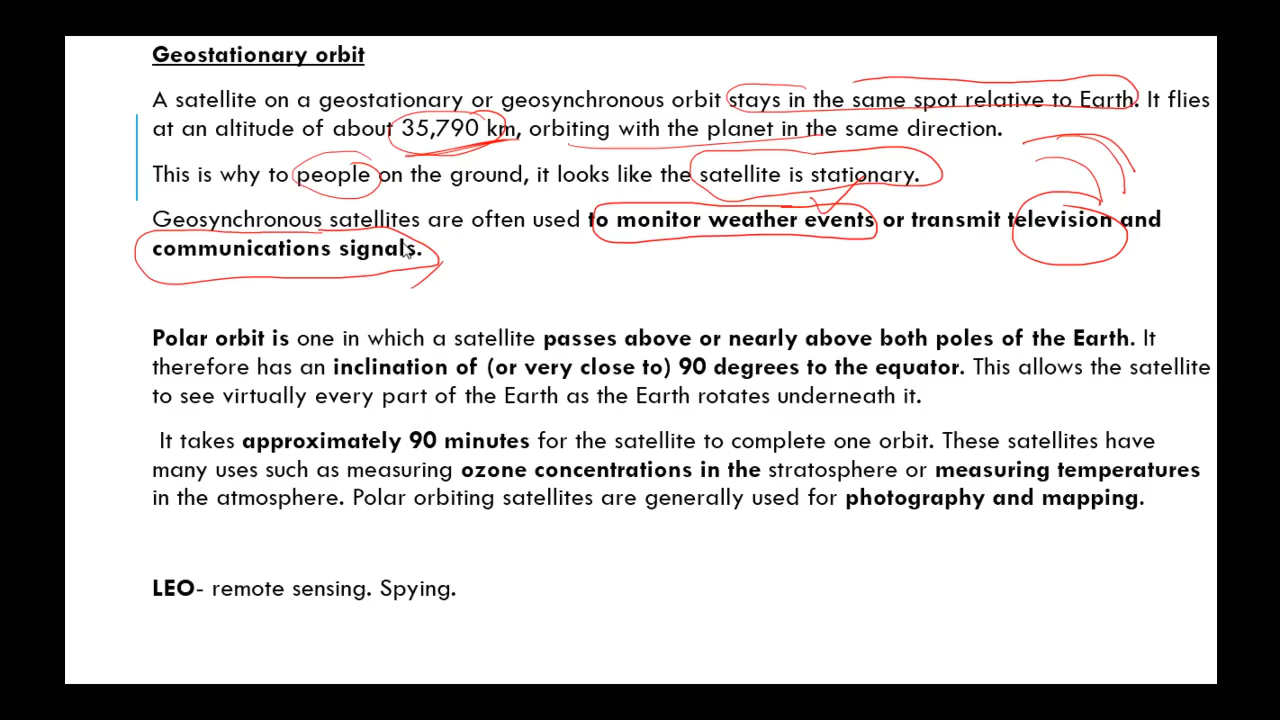 Geostationary orbit
A satellite on a geostationary or geosynchronous orbit stays in the same spot relative to Earth. It flies
at an altitude of about 35,790 km, orbiting with the planet in the same direction.
This is why to people on the ground, it looks like the satellite is stationary.
Geosynchronous satellites are often used to monitor weather events or transmit television and
communications signals.
Polar orbit is one in which a satellite passes above or nearly above both poles of the Earth. It
therefore has an inclination of (or very close to) 90 degrees to the equator. This allows the satellite
to see virtually every part of the Earth as the Earth rotates underneath it.
It takes approximately 90 minutes for the satellite to complete one orbit. These satellites have
many uses such as measuring ozone concentrations in the stratosphere or measuring temperatures
in the atmosphere. Polar orbiting satellites are generally used for photography and mapping.
LEO- remote sensing. Spying.